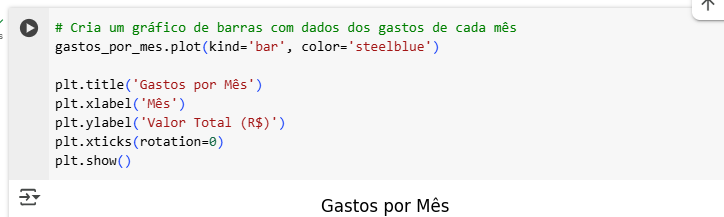 # Cria um gráfico de barras com dados dos gastos de cada mês
gastos_por_mes.plot(kind='bar', color='steelblue')
plt.title('Gastos por Mês')
plt.xlabel('Mês')
plt.ylabel('Valor Total (R$)')
plt.xticks(rotation=0)
plt.show()
Gastos por Mês